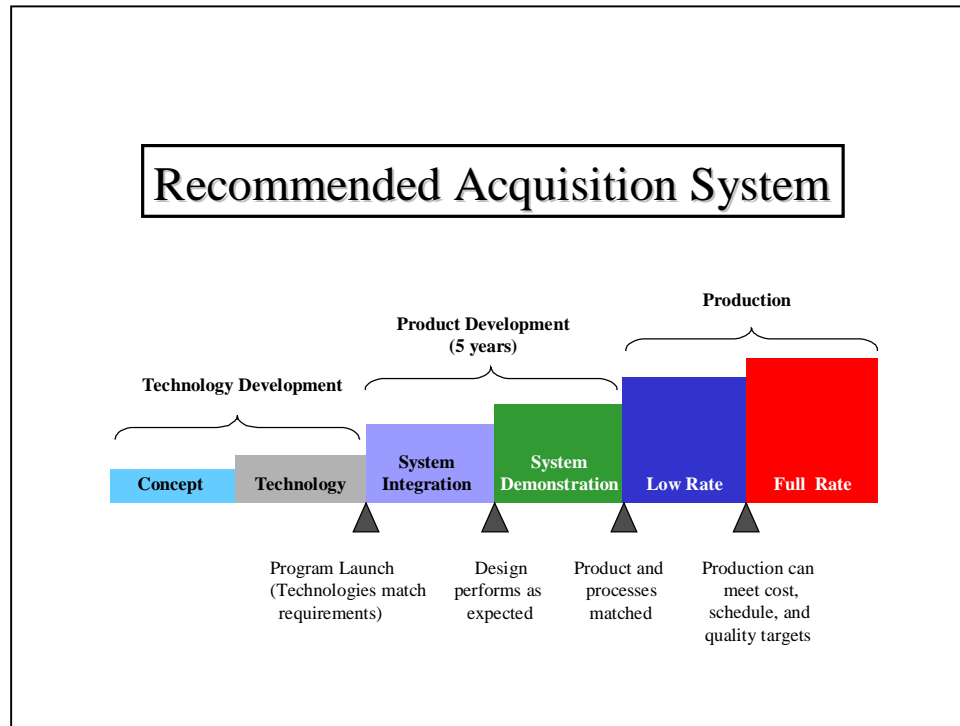 Recommended Acquisition System
Production
Product Development
(5 years)
Technology Development
Concept
Technology
System
Integration
System
Demonstration
Low Rate
Full Rate
Program Launch
(Technologies match
requirements)
Design
performs as
expected
Product and
processes
matched
Production can
meet cost,
schedule, and
quality targets